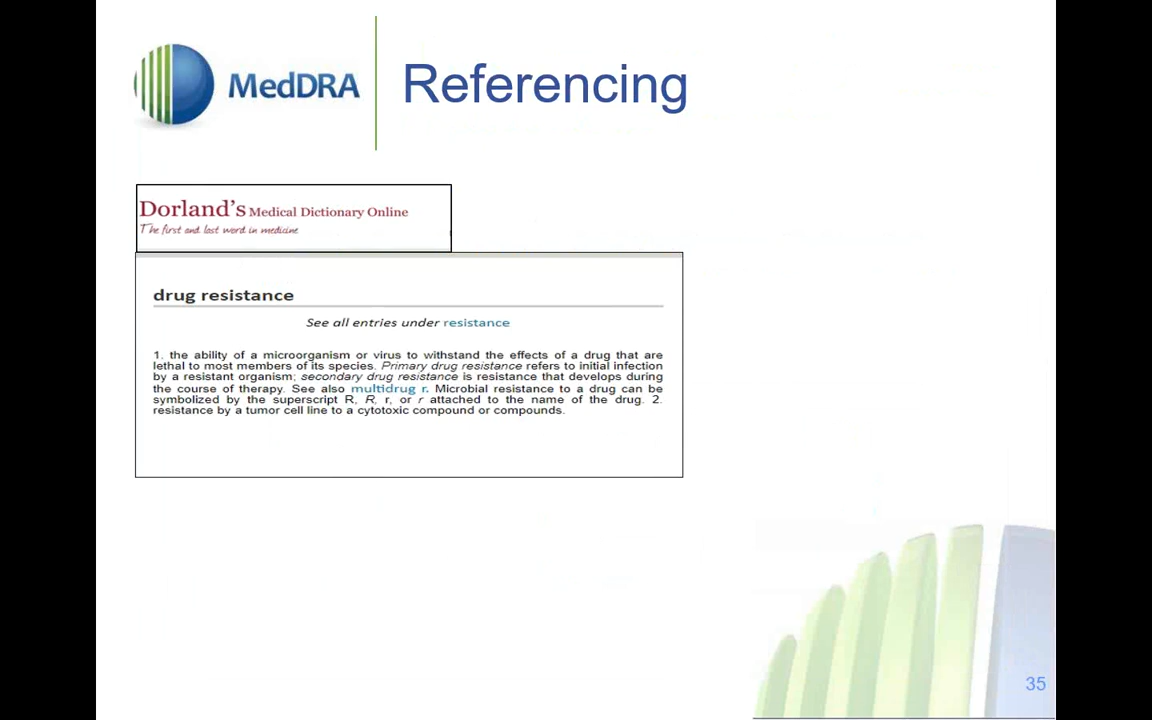 MedDRA
Referencing
Dorland's Medical Dictionary Online
The first and last word in medicine
drug resistance
See all entries under resistance
1. the ability of a microorganism or virus to withstand the effects of a drug that are
lethal to most members of its species. Primary drug resistance refers to initial infection
by a resistant organism; secondary drug resistance is resistance that develops during
the course of therapy. See also multidrug r. Microbial resistance to a drug can be
symbolized by the superscript R, R, r, or r attached to the name of the drug. 2.
resistance by a tumor cell line to a cytotoxic compound or compounds.
35